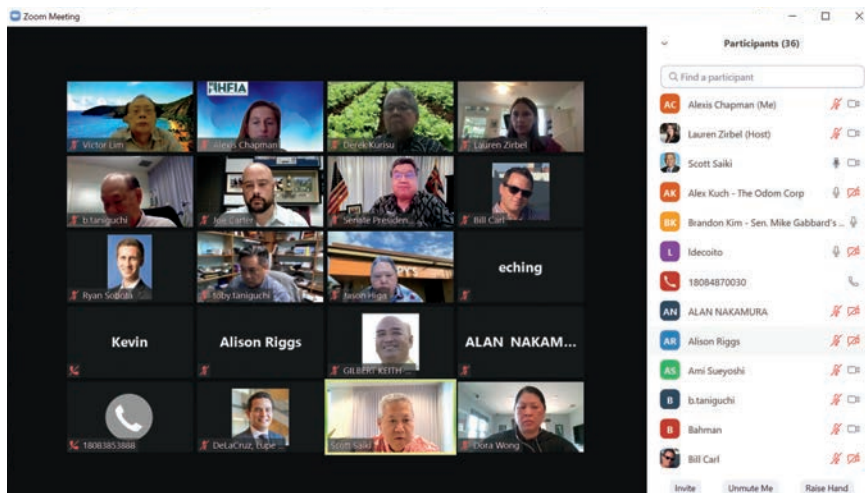 Zoom Meeting
Participants (36)
Find a participant
HFIA
Victor Lim
Alexis Chapman
Derek Kurisu
Lauren Zirbel
b.taniguchi
Joe Carter
Senate Presiden...
Bill Carl
Ryan Sobota
toby.taniguchi
Jason Higa
eching
Kevin
Alison Riggs
GILBERT KEITH-...
ALAN NAKAM...
18083853888
DeLaCruz, Lupe
Scott Saiki
Dora Wong
AC Alexis Chapman (Me)
Lauren Zirbel (Host)
Scott Saiki
AK Alex Kuch - The Odom Corp
BK Brandon Kim - Sen. Mike Gabbard's ...
L ldecoito
18084870030
AN ALAN NAKAMURA
AR Alison Riggs
AS Ami Sueyoshi
B b.taniguchi
B Bahman
Bill Carl
Invite Unmute Me Raise Hand